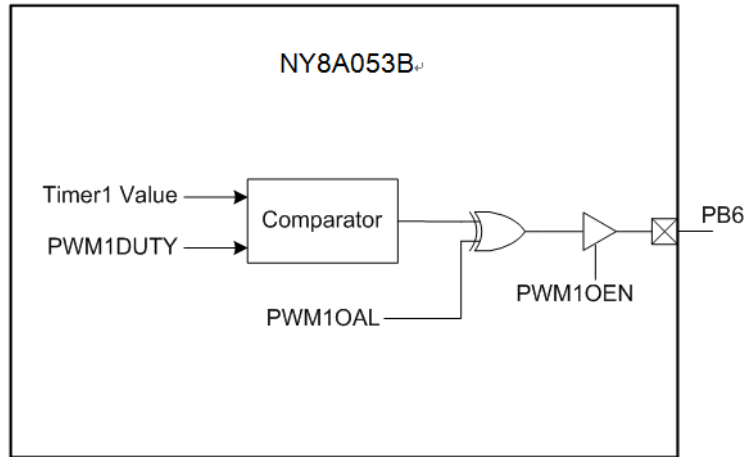 NY8A053B
Timer1 Value
Comparator
PB6
PWM1DUTY
PWM1OEN
PWM1OAL